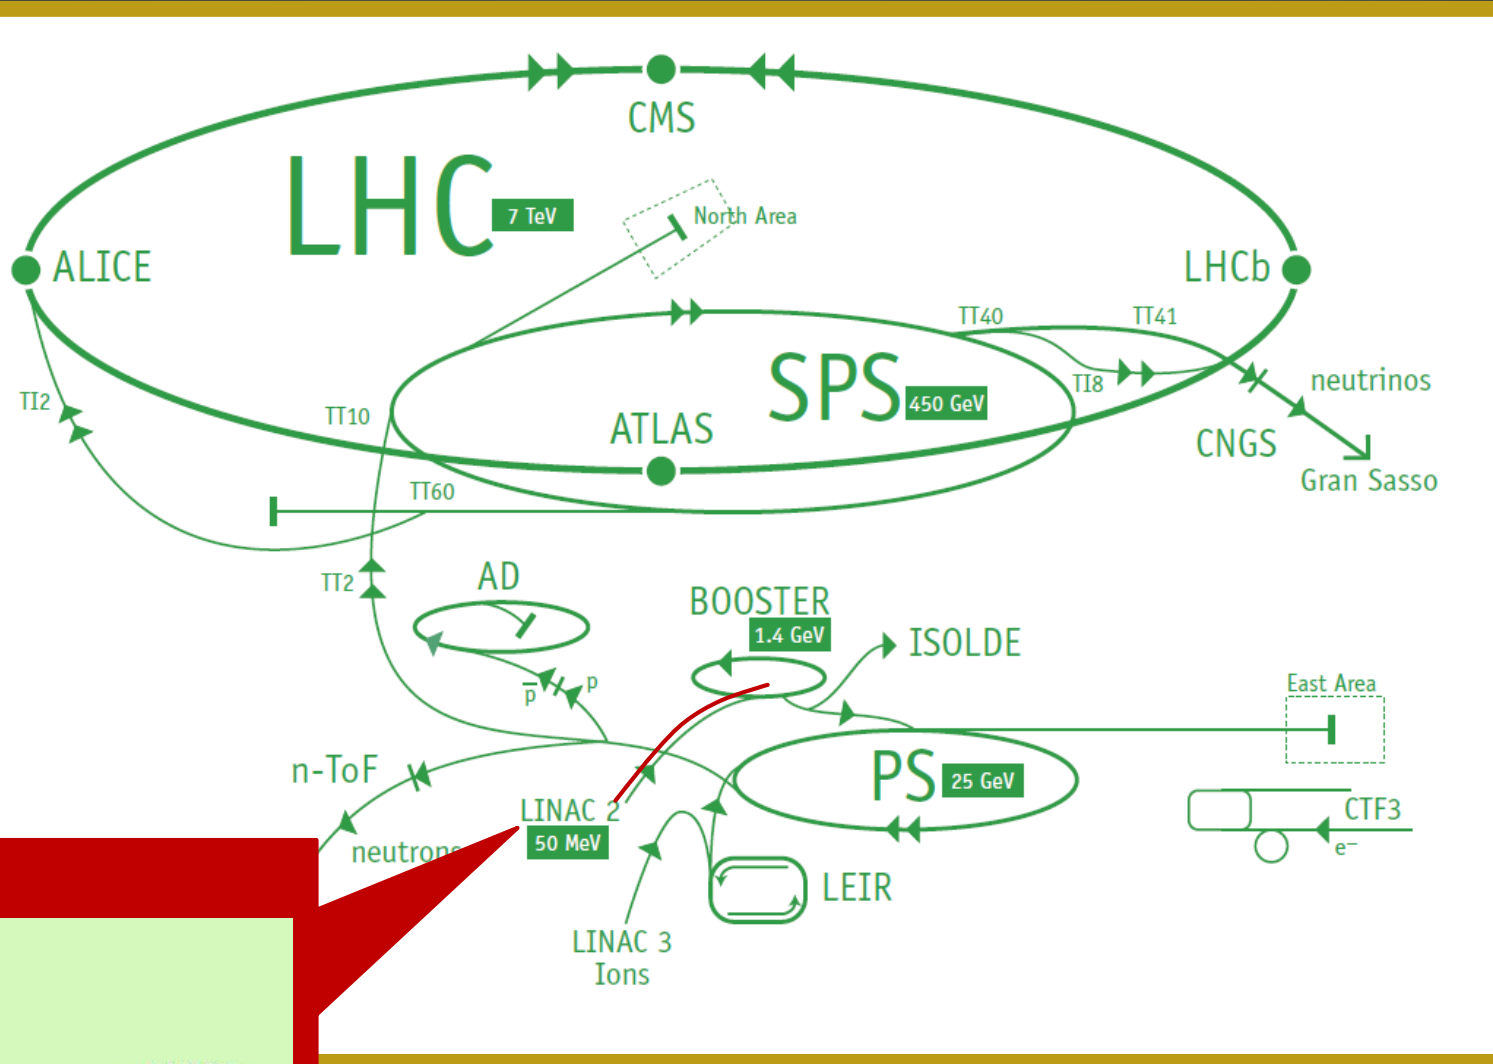 CMS
LHC
7 TeV
North Area
ALICE
LHCb
TT40
TT41
SPS
450 GeV
TI8
neutrinos
TI2
TT10
ATLAS
CNGS
Gran Sasso
TT60
AD
TT2
BOOSTER
1.4 GeV
ISOLDE
p
p̅
East Area
n-ToF
PS
25 GeV
LINAC 2
50 MeV
CTF3
e⁻
neutrons
LEIR
LINAC 3
Ions